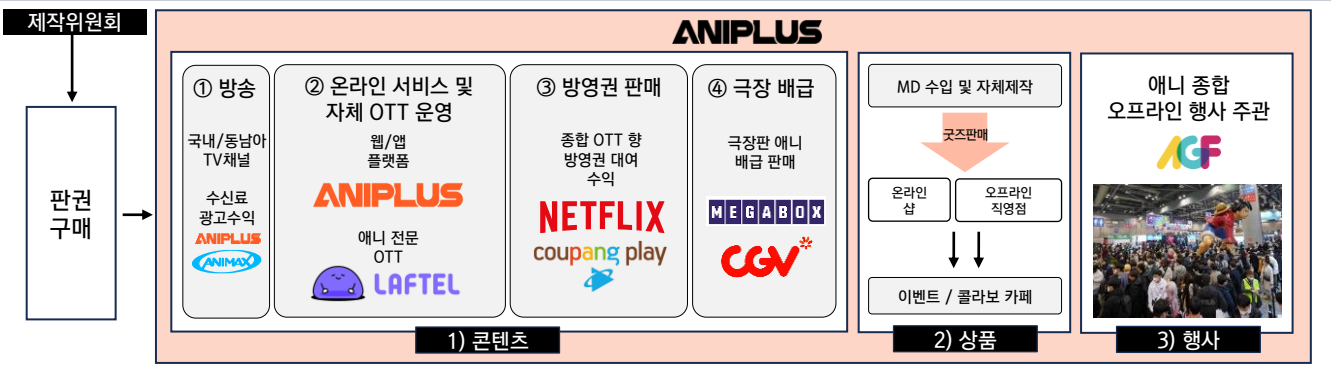 제작위원회
판권
구매
ANIPLUS
① 방송
국내/동남아
TV채널
수신료
광고수익
ANIPLUS
ANIMAX
② 온라인 서비스 및
자체 OTT 운영
웹/앱
플랫폼
ANIPLUS
애니 전문
OTT
LAFTEL
③ 방영권 판매
종합 OTT 향
방영권 대여
수익
NETFLIX
coupang play
④ 극장 배급
극장판 애니
배급 판매
MEGABOX
CGV
1) 콘텐츠
MD 수입 및 자체제작
굿즈판매
온라인
샵
오프라인
직영점
이벤트 / 콜라보 카페
2) 상품
애니 종합
오프라인 행사 주관
AGF
3) 행사